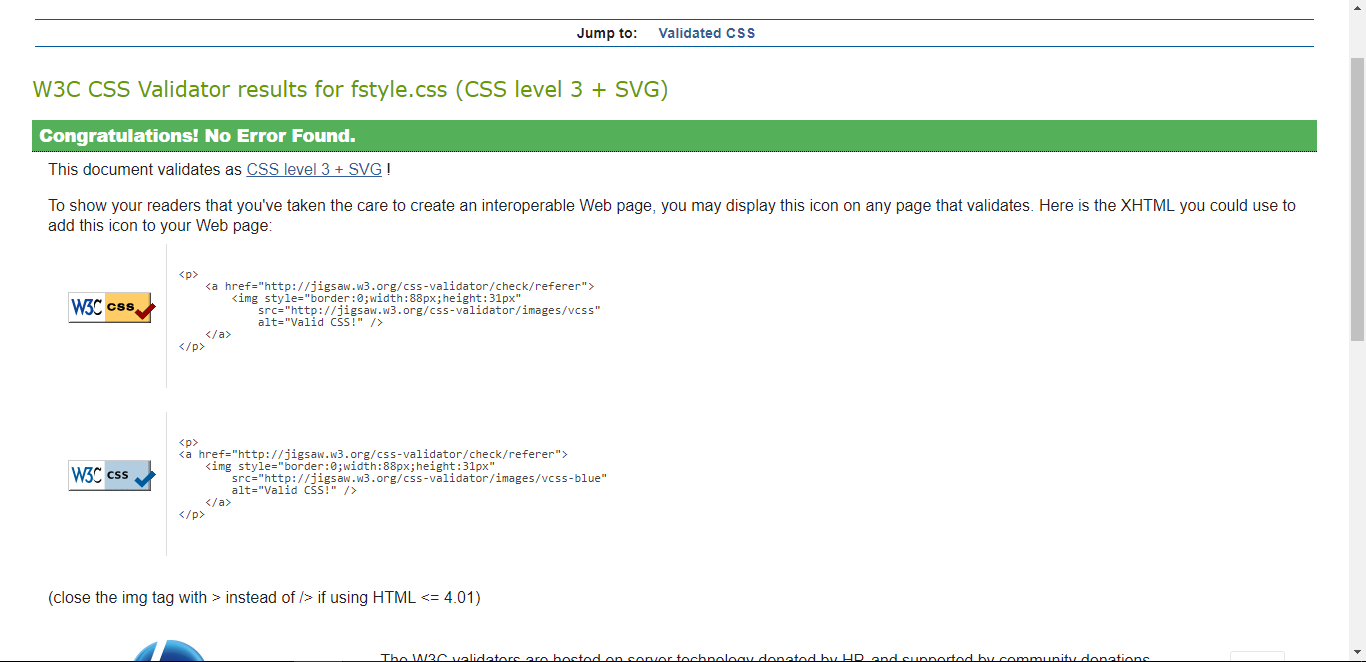 Jump to: Validated CSS
W3C CSS Validator results for fstyle.css (CSS level 3 + SVG)
Congratulations! No Error Found.
This document validates as CSS level 3 + SVG !
To show your readers that you've taken the care to create an interoperable Web page, you may display this icon on any page that validates. Here is the XHTML you could use to
add this icon to your Web page:
W3C css
<p>
<a href="http://jigsaw.w3.org/css-validator/check/referer">
<img style="border:0;width:88px;height:31px"
src="http://jigsaw.w3.org/css-validator/images/vcss"
alt="Valid CSS!" />
</a>
</p>
W3C css
<p>
<a href="http://jigsaw.w3.org/css-validator/check/referer">
<img style="border:0;width:88px;height:31px"
src="http://jigsaw.w3.org/css-validator/images/vcss-blue"
alt="Valid CSS!" />
</a>
</p>
(close the img tag with > instead of /> if using HTML <= 4.01)
The W3C validators are hosted on server technology donated by HP, and supported by community donations.